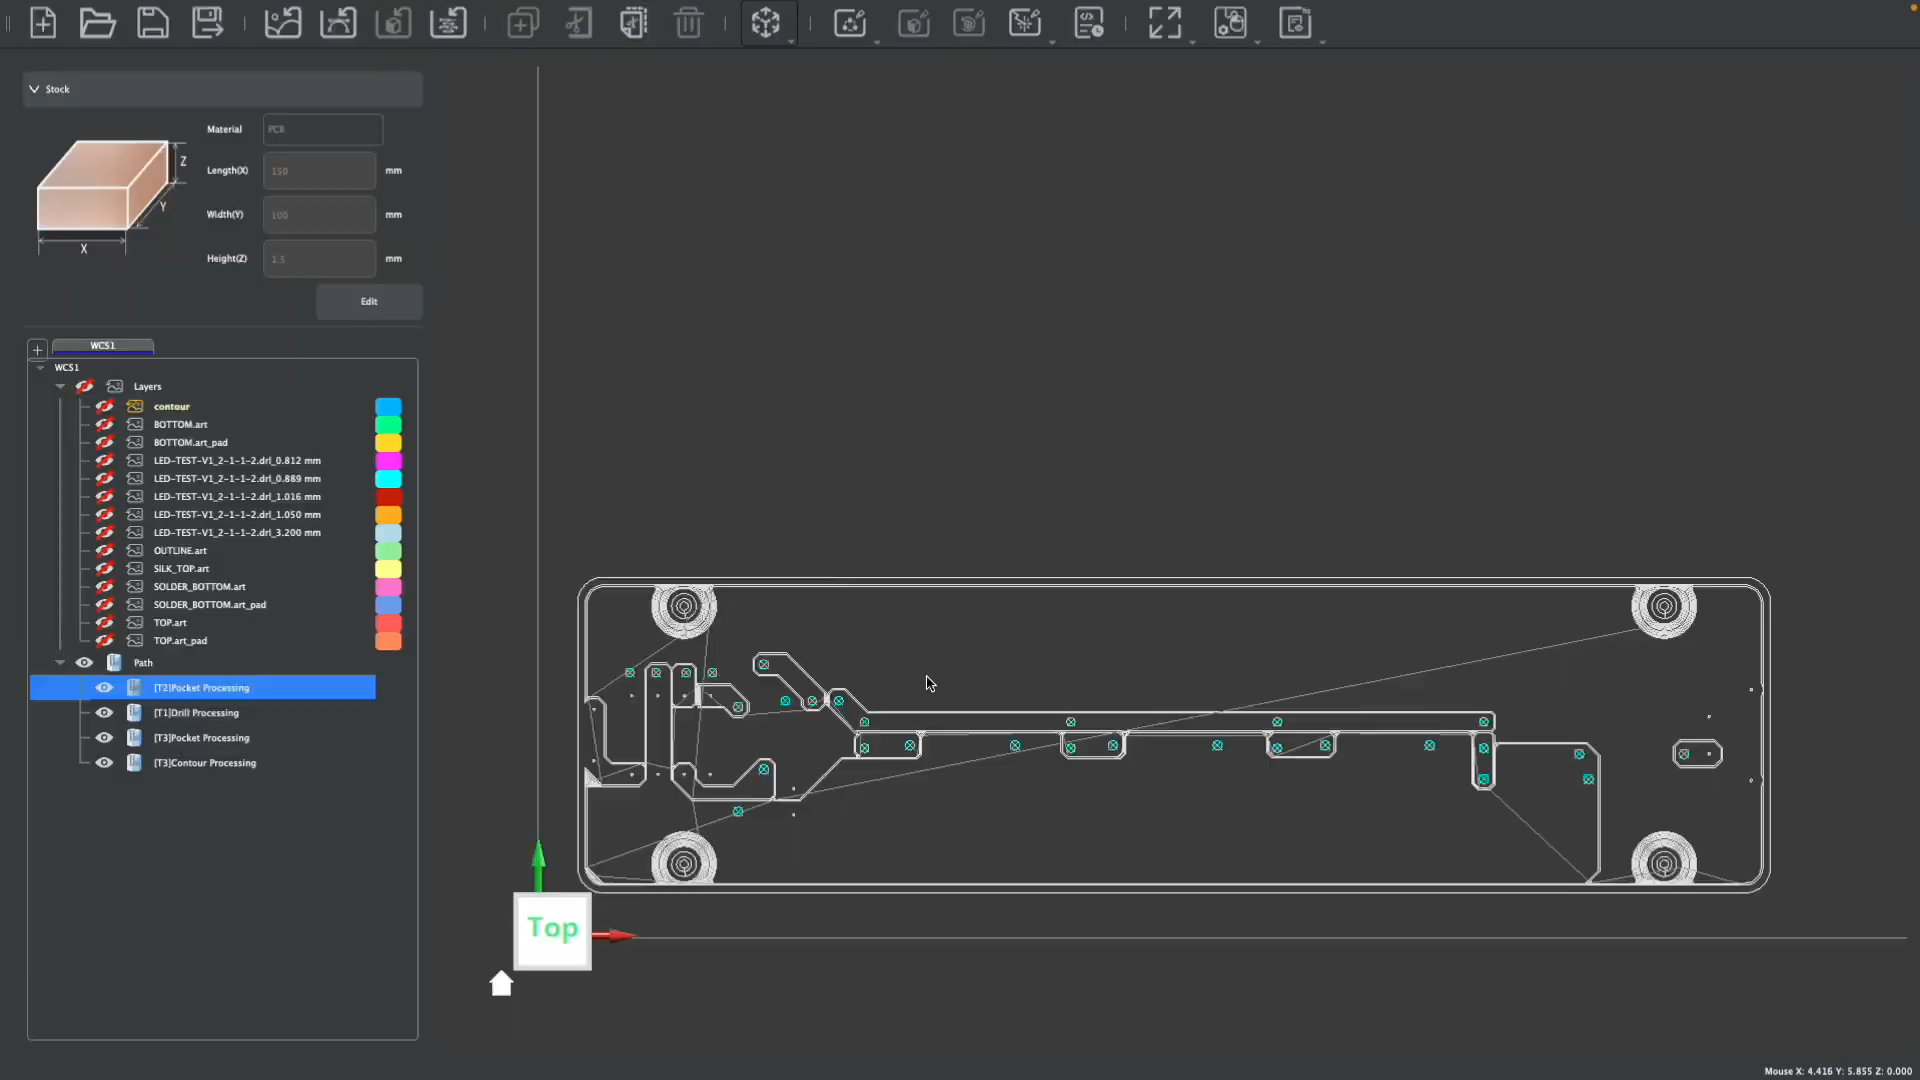 Stock
Material PCB
Length(X) 150 mm
Width(Y) 100 mm
Height(Z) 1.5 mm
Z
Y
X
Edit
+ WCS1
WCS1
Layers
contour
BOTTOM.art
BOTTOM.art_pad
LED-TEST-V1_2-1-1-2.drl_0.812 mm
LED-TEST-V1_2-1-1-2.drl_0.889 mm
LED-TEST-V1_2-1-1-2.drl_1.016 mm
LED-TEST-V1_2-1-1-2.drl_1.050 mm
LED-TEST-V1_2-1-1-2.drl_3.200 mm
OUTLINE.art
SILK_TOP.art
SOLDER_BOTTOM.art
SOLDER_BOTTOM.art_pad
TOP.art
TOP.art_pad
Path
[T2]Pocket Processing
[T1]Drill Processing
[T3]Pocket Processing
[T3]Contour Processing
Top
Mouse X: 4.416 Y: 5.855 Z: 0.000